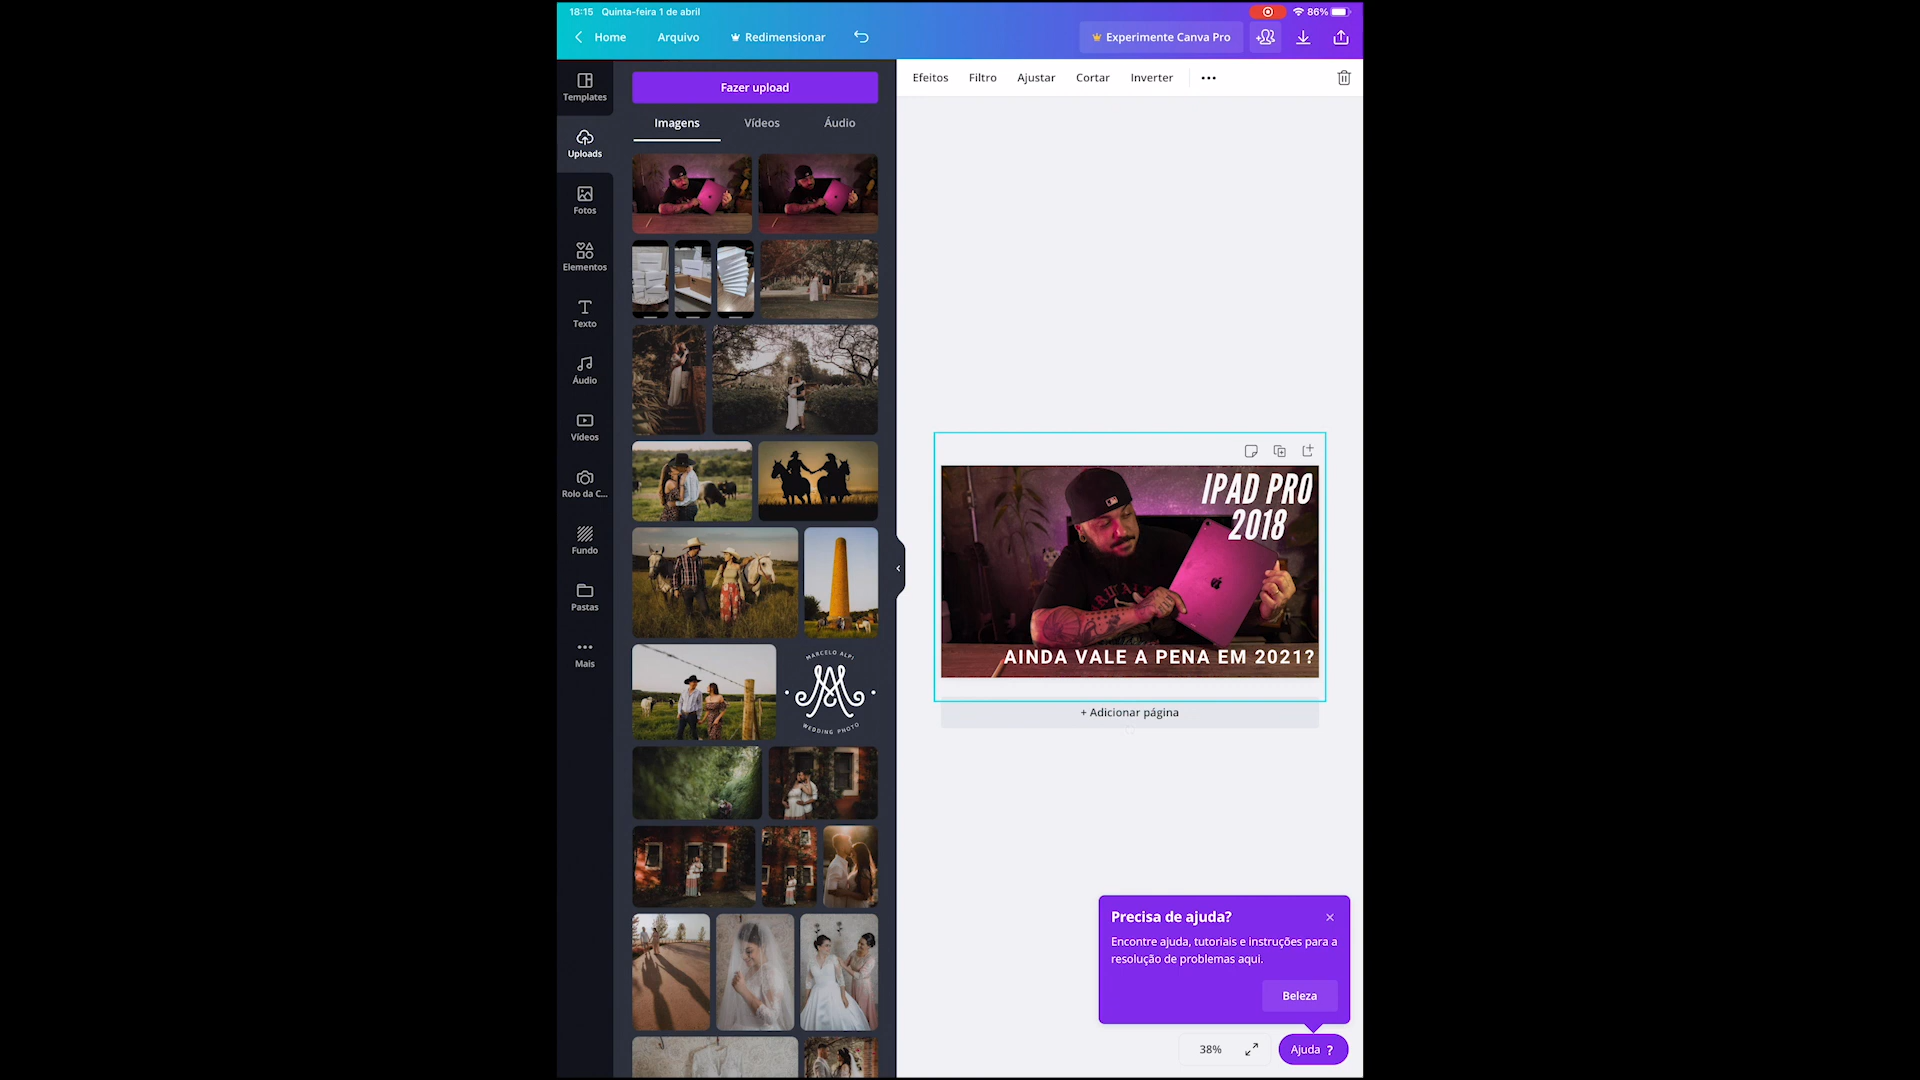 18:15 Quinta-feira 1 de abril
86%
Home
Arquivo
Redimensionar
Experimente Canva Pro
Templates
Uploads
Fotos
Elementos
Texto
Áudio
Vídeos
Rolo da C...
Fundo
Pastas
Mais
Fazer upload
Imagens
Vídeos
Áudio
MARCELO ALPI
WEDDING PHOTO
Efeitos
Filtro
Ajustar
Cortar
Inverter
IPAD PRO
2018
AINDA VALE A PENA EM 2021?
+ Adicionar página
Precisa de ajuda?
Encontre ajuda, tutoriais e instruções para a
resolução de problemas aqui.
Beleza
38%
Ajuda ?